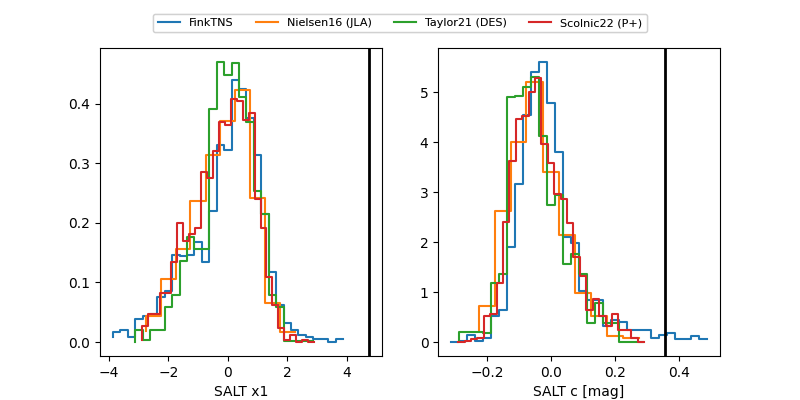 FinkTNS Nielsen16 (JLA) Taylor21 (DES) Scolnic22 (P+)
0.4
0.3
0.2
0.1
0.0
−4 −2 0 2 4
SALT x1
5
4
3
2
1
0
−0.2 0.0 0.2 0.4
SALT c [mag]